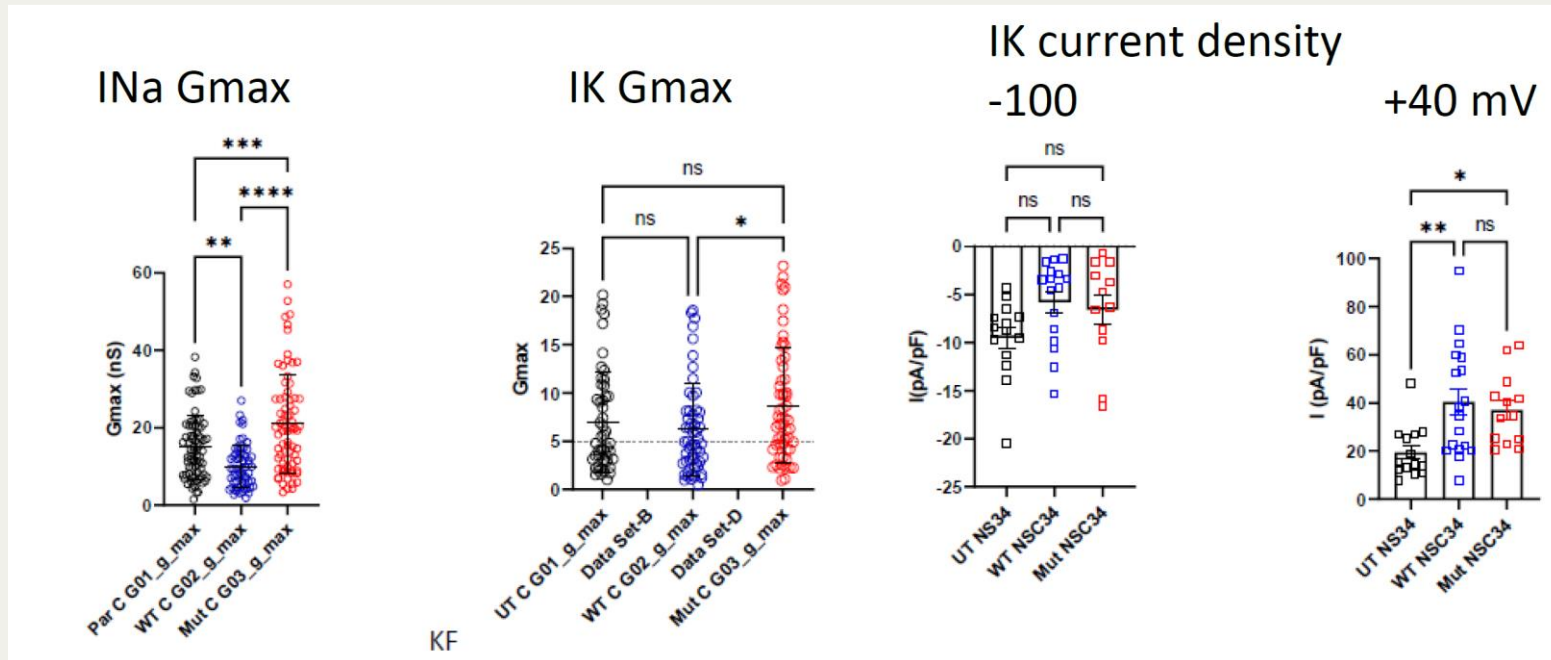 INa Gmax
***
****
**
60
40
20
0
Gmax (nS)
Par C G01_g_max
WT C G02_g_max
Mut C G03_g_max
IK Gmax
ns
ns
*
25
20
15
10
5
0
Gmax
UT C G01_g_max
Data Set-B
WT C G02_g_max
Data Set-D
Mut C G03_g_max
KF
IK current density
-100
ns
ns
ns
0
-5
-10
-15
-20
-25
I(pA/pF)
UT NS34
WT NSC34
Mut NSC34
+40 mV
*
**
ns
100
80
60
40
20
0
I (pA/pF)
UT NS34
WT NSC34
Mut NSC34